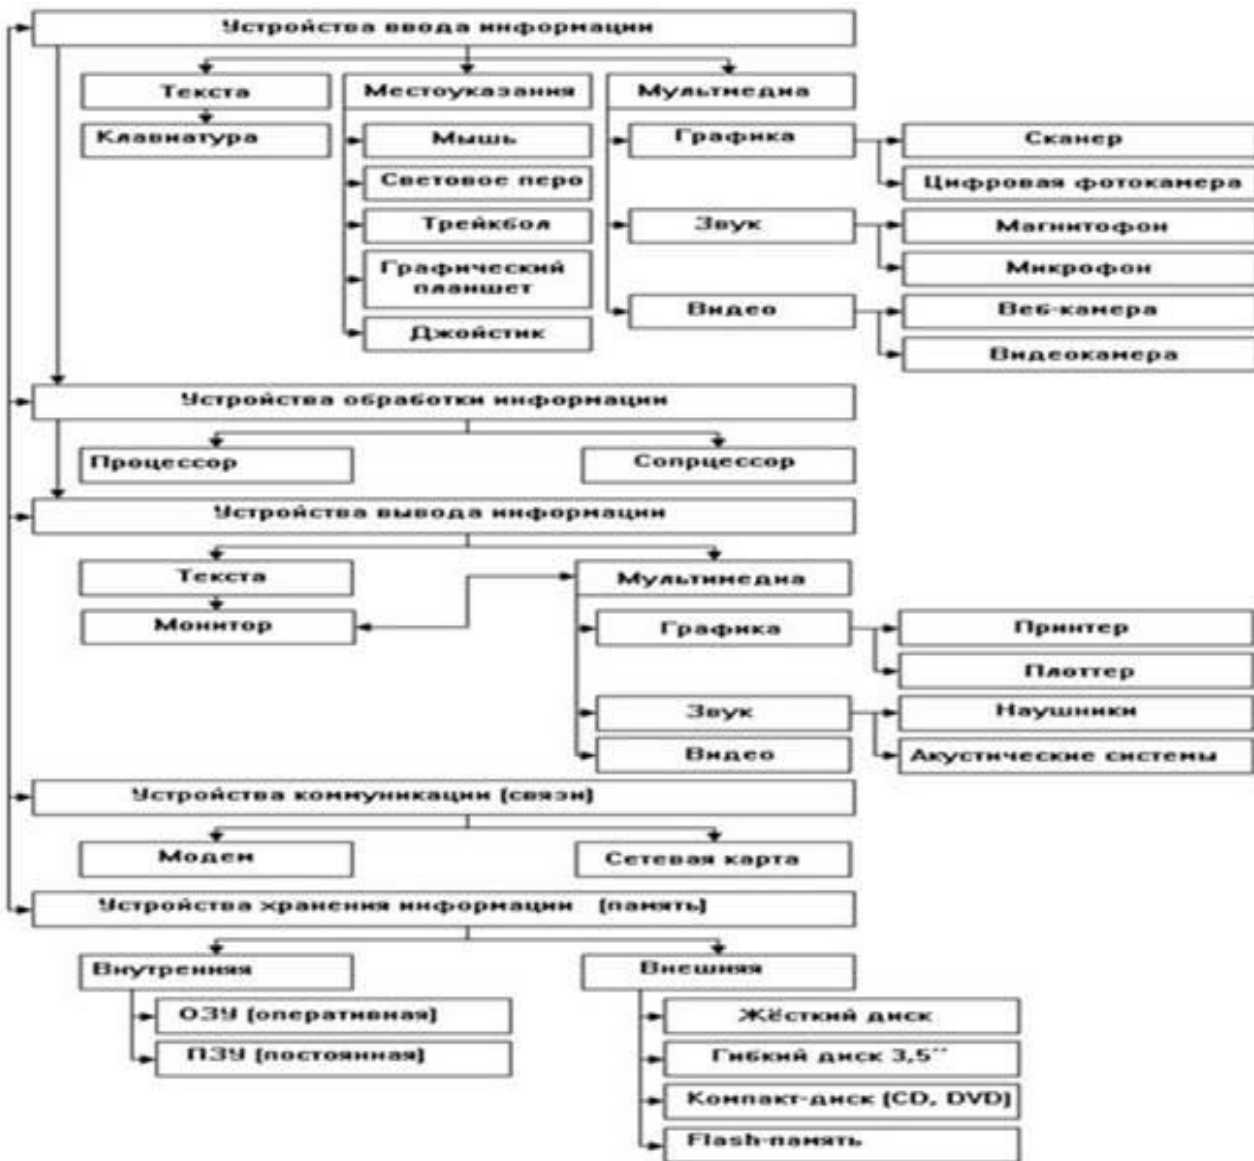 Устройства ввода информации
Текста
Местоуказания
Мультмедиа
Клавиатура
Мышь
Графика
Сканер
Световое перо
Цифровая фотокамера
Трейкбол
Звук
Магнитофон
Графический
планшет
Микрофон
Джойстик
Видео
Веб-камера
Видеокамера
Устройства обработки информации
Процессор
Сопрцессор
Устройства вывода информации
Текста
Мультимедиа
Монитор
Графика
Принтер
Плоттер
Звук
Наушники
Видео
Акустические системы
Устройства коммуникации (связи)
Модем
Сетевая карта
Устройства хранения информации (память)
Внутренняя
Внешняя
ОЗУ (оперативная)
Жёсткий диск
ПЗУ (постоянная)
Гибкий диск 3,5´´
Компакт-диск (CD, DVD)
Flash-память